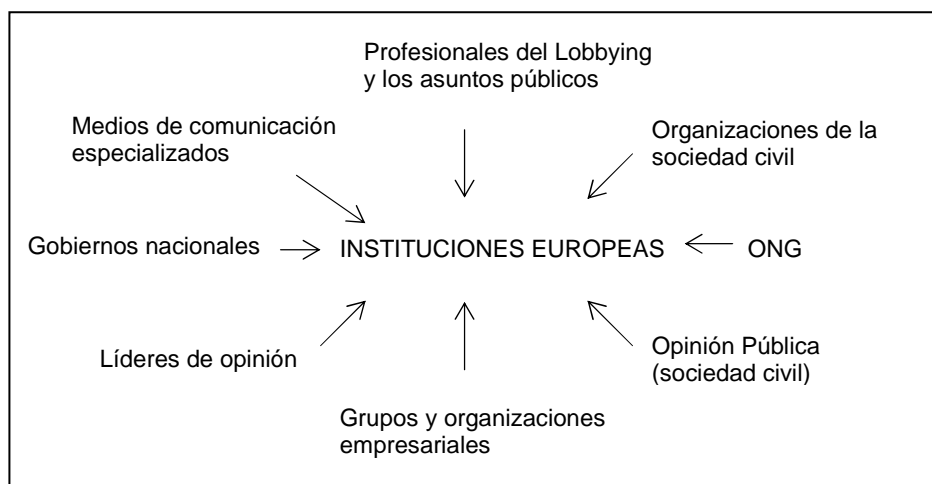 Profesionales del Lobbying
y los asuntos públicos
Medios de comunicación
especializados
Organizaciones de la
sociedad civil
Gobiernos nacionales
INSTITUCIONES EUROPEAS
ONG
Líderes de opinión
Opinión Pública
(sociedad civil)
Grupos y organizaciones
empresariales